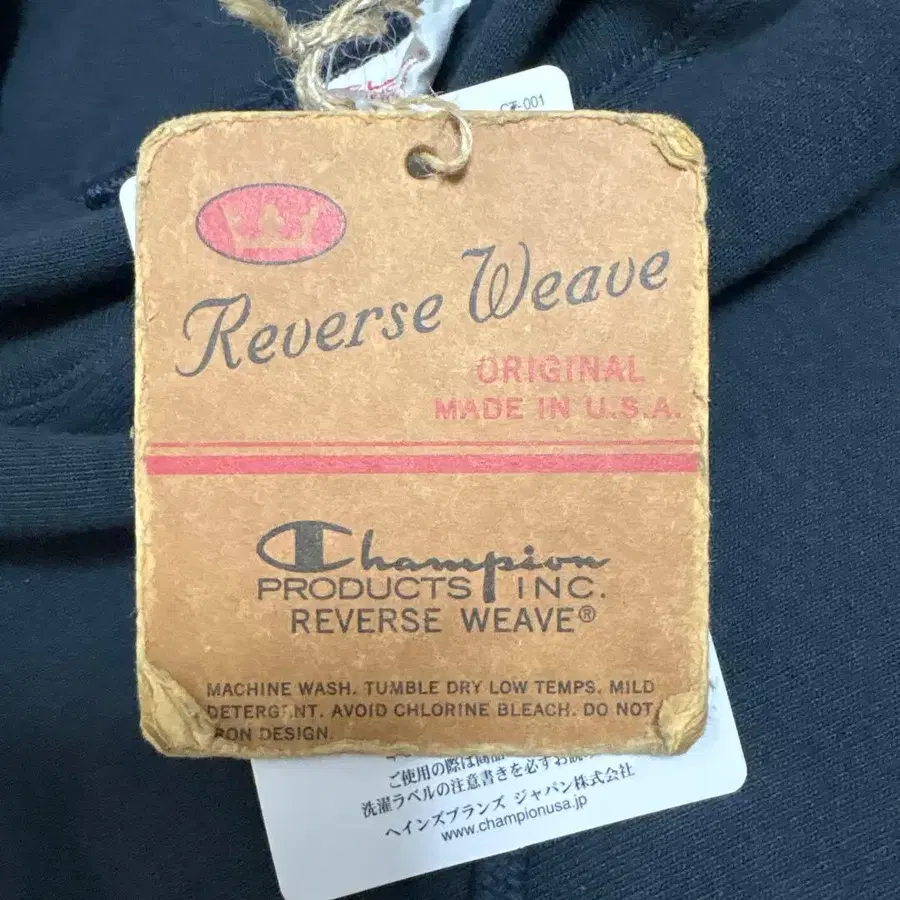 -001
Reverse Weave
ORIGINAL
MADE IN U.S.A.
Champion
PRODUCTS INC.
REVERSE WEAVE®
MACHINE WASH. TUMBLE DRY LOW TEMPS. MILD
DETERGENT. AVOID CHLORINE BLEACH. DO NOT
RON DESIGN.
ご使用の際は商品
洗濯ラベルの注意書きを必ずお読
ヘインズブランズ ジャパン株式会社
www.championusa.jp